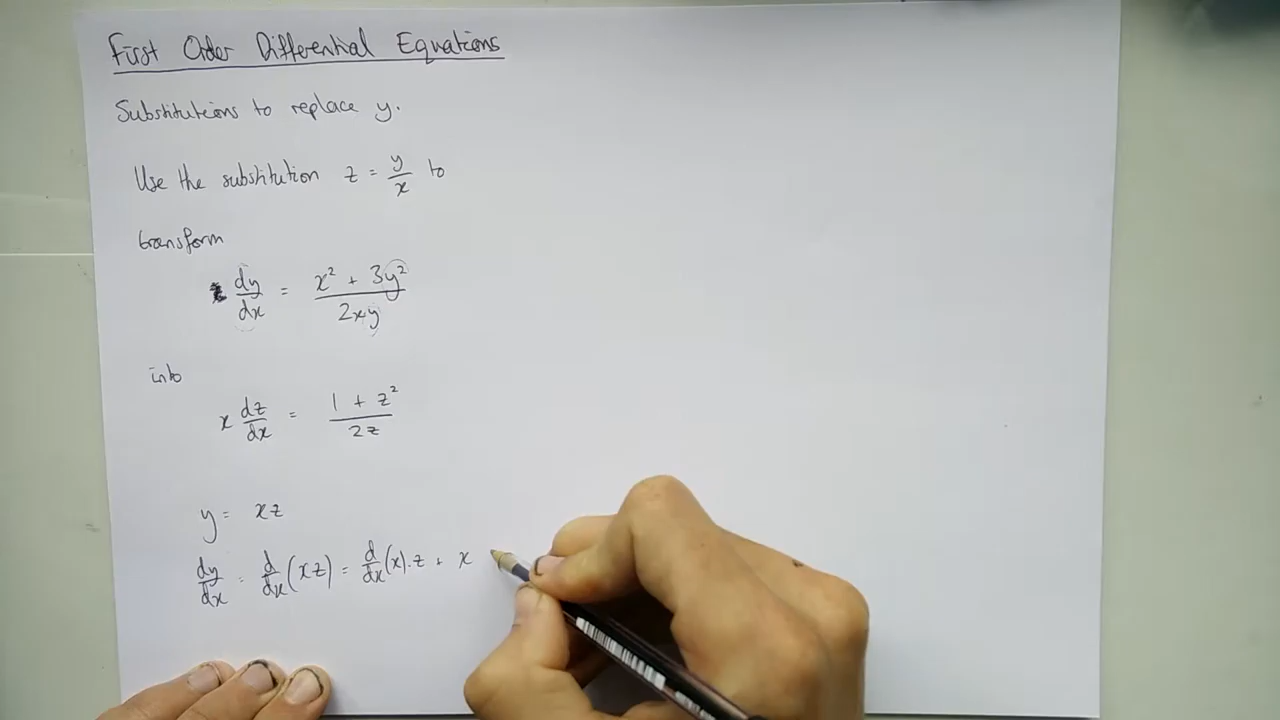 First Order Differential Equations
Substitutions to replace y.
Use the substitution z = y/x to
transform
dy/dx = (x² + 3y²)/(2xy)
into
x dz/dx = (1 + z²)/(2z)
y = xz
dy/dx = d/dx (xz) = d/dx (x).z + x